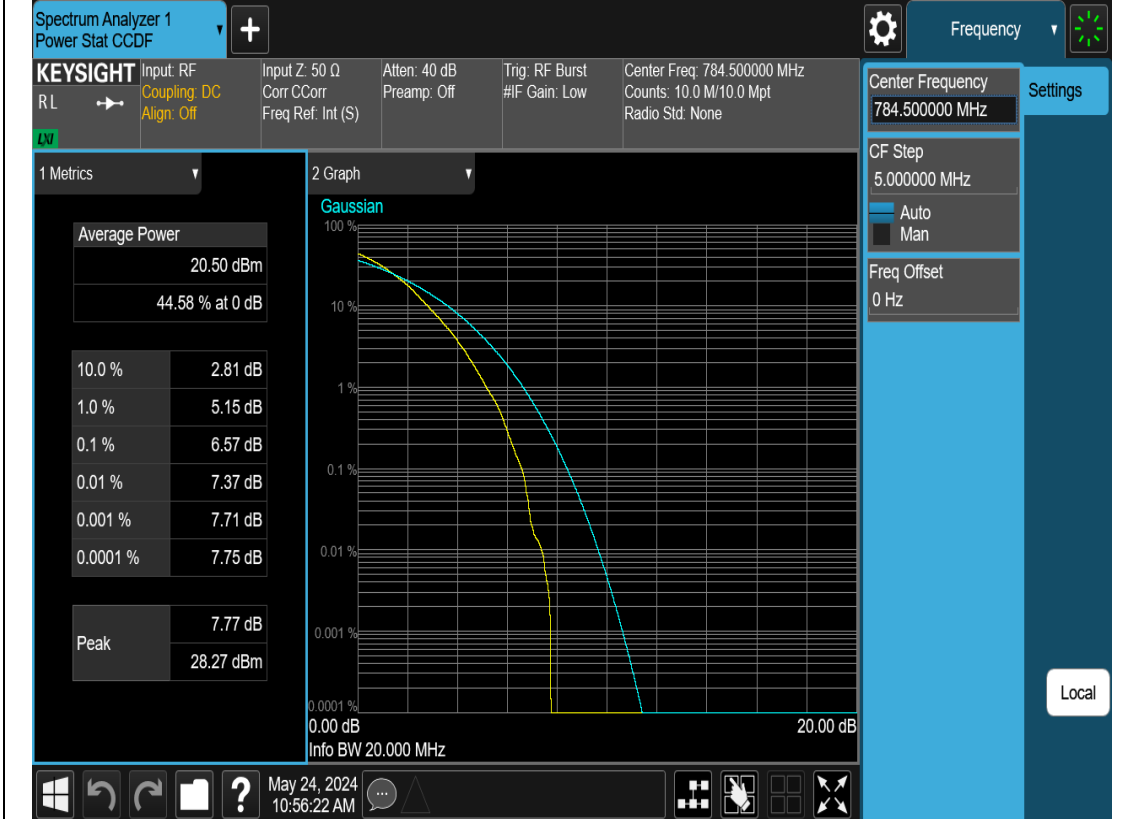 Spectrum Analyzer 1
Power Stat CCDF
+
Frequency
KEYSIGHT
RL
LXI
Input: RF
Coupling: DC
Align: Off
Input Z: 50 Ω
Corr CCorr
Freq Ref: Int (S)
Atten: 40 dB
Preamp: Off
Trig: RF Burst
#IF Gain: Low
Center Freq: 784.500000 MHz
Counts: 10.0 M/10.0 Mpt
Radio Std: None
Center Frequency
784.500000 MHz
Settings
CF Step
5.000000 MHz
Auto
Man
Freq Offset
0 Hz
1 Metrics
Average Power
20.50 dBm
44.58 % at 0 dB
10.0 % 2.81 dB
1.0 % 5.15 dB
0.1 % 6.57 dB
0.01 % 7.37 dB
0.001 % 7.71 dB
0.0001 % 7.75 dB
Peak
7.77 dB
28.27 dBm
2 Graph
Gaussian
100 %
10 %
1 %
0.1 %
0.01 %
0.001 %
0.0001 %
0.00 dB 20.00 dB
Info BW 20.000 MHz
Local
?
May 24, 2024
10:56:22 AM